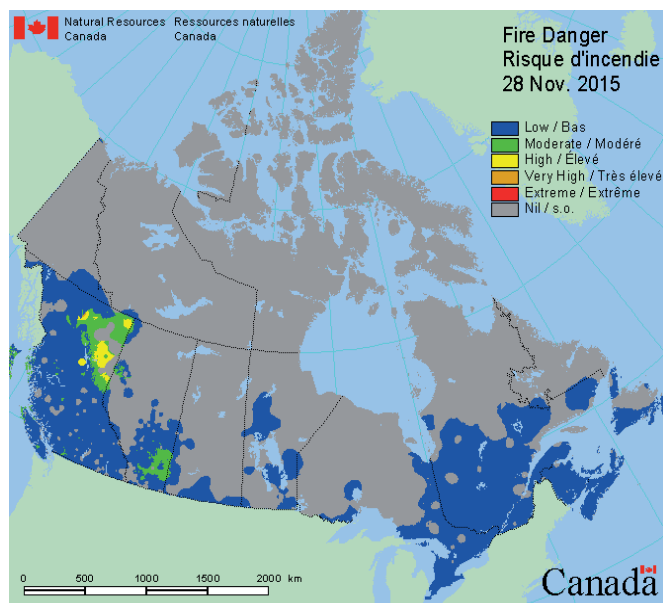 Natural Resources Ressources naturelles
Canada Canada
Fire Danger
Risque d'incendie
28 Nov. 2015
Low / Bas
Moderate / Modéré
High / Élevé
Very High / Très élevé
Extreme / Extrême
Nil / s.o.
0 500 1000 1500 2000 km
Canada